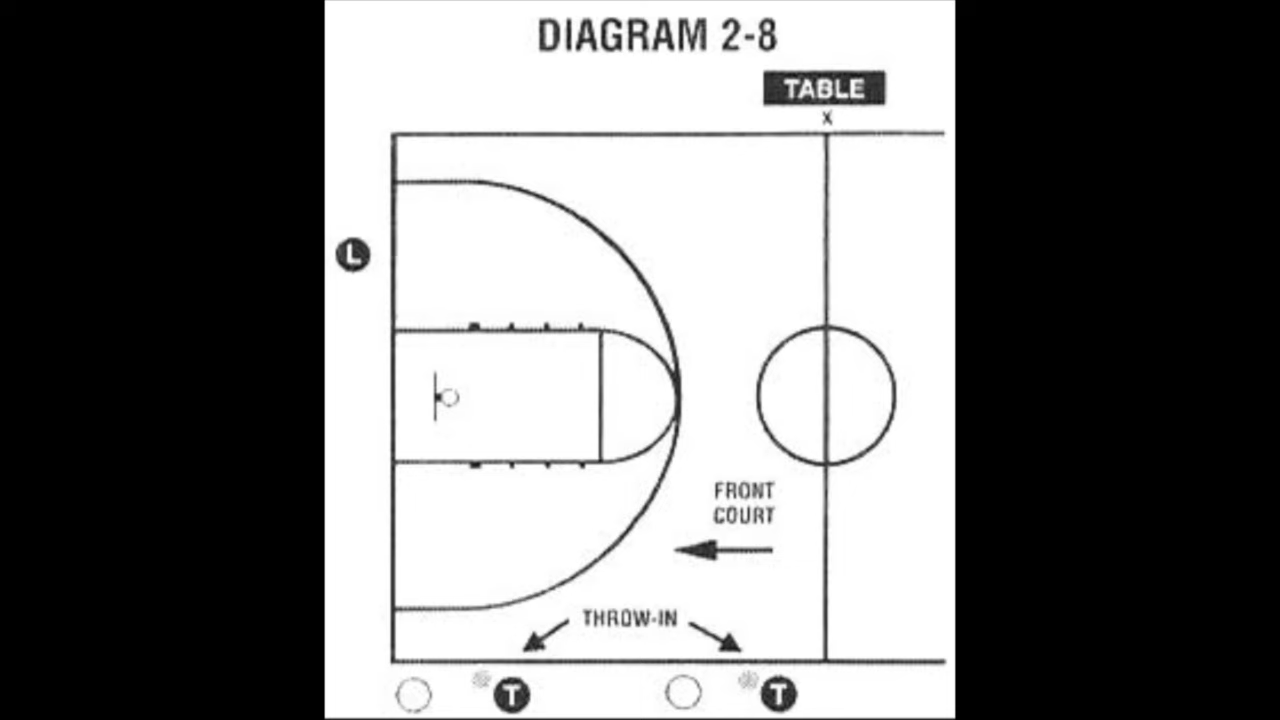 DIAGRAM 2-8
TABLE
X
L
FRONT
COURT
THROW-IN
T
T